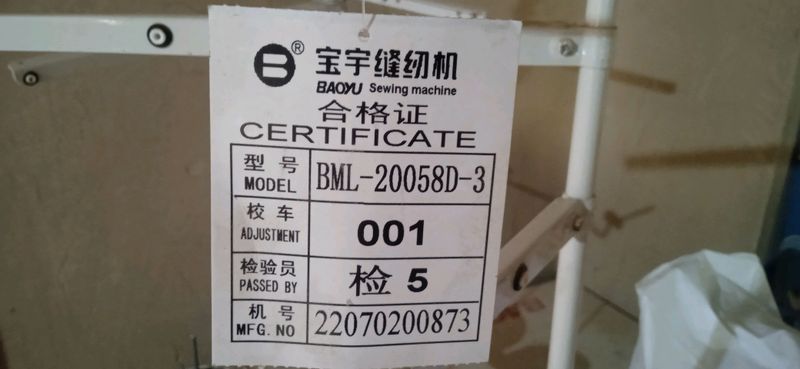 B® 宝宇缝纫机
BAOYU Sewing machine
合格证
CERTIFICATE
型号 BML-20058D-3
MODEL
校车 001
ADJUSTMENT
检验员 检 5
PASSED BY
机号 22070200873
MFG. NO